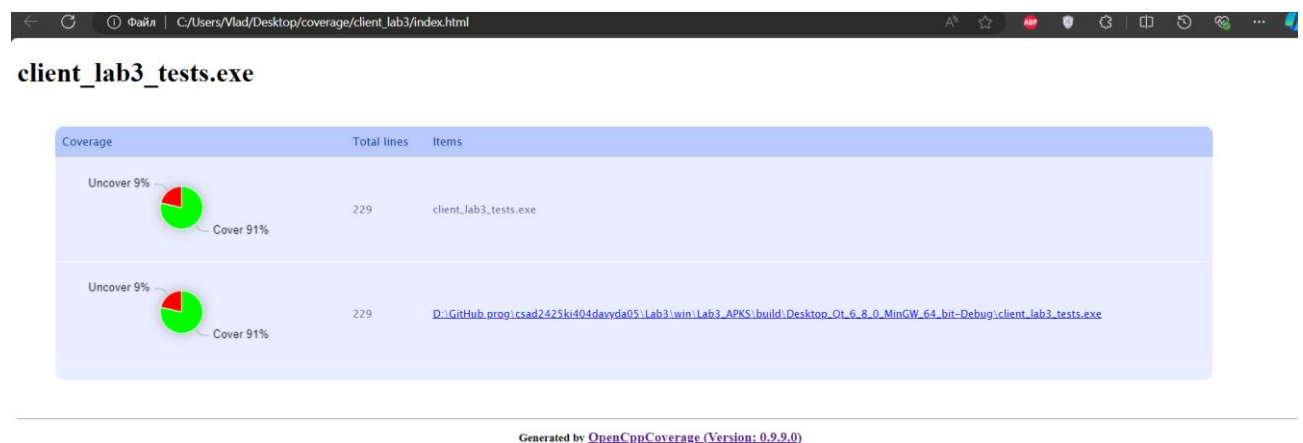 Файл | C:/Users/Vlad/Desktop/coverage/client_lab3/index.html
ABP
client_lab3_tests.exe
Coverage Total lines Items
Uncover 9%
Cover 91%
229 client_lab3_tests.exe
Uncover 9%
Cover 91%
229 D:\GitHub prog\csad2425ki404davyda05\Lab3\win\Lab3_APKS\build\Desktop_Qt_6_8_0_MinGW_64_bit-Debug\client_lab3_tests.exe
Generated by OpenCppCoverage (Version: 0.9.9.0)